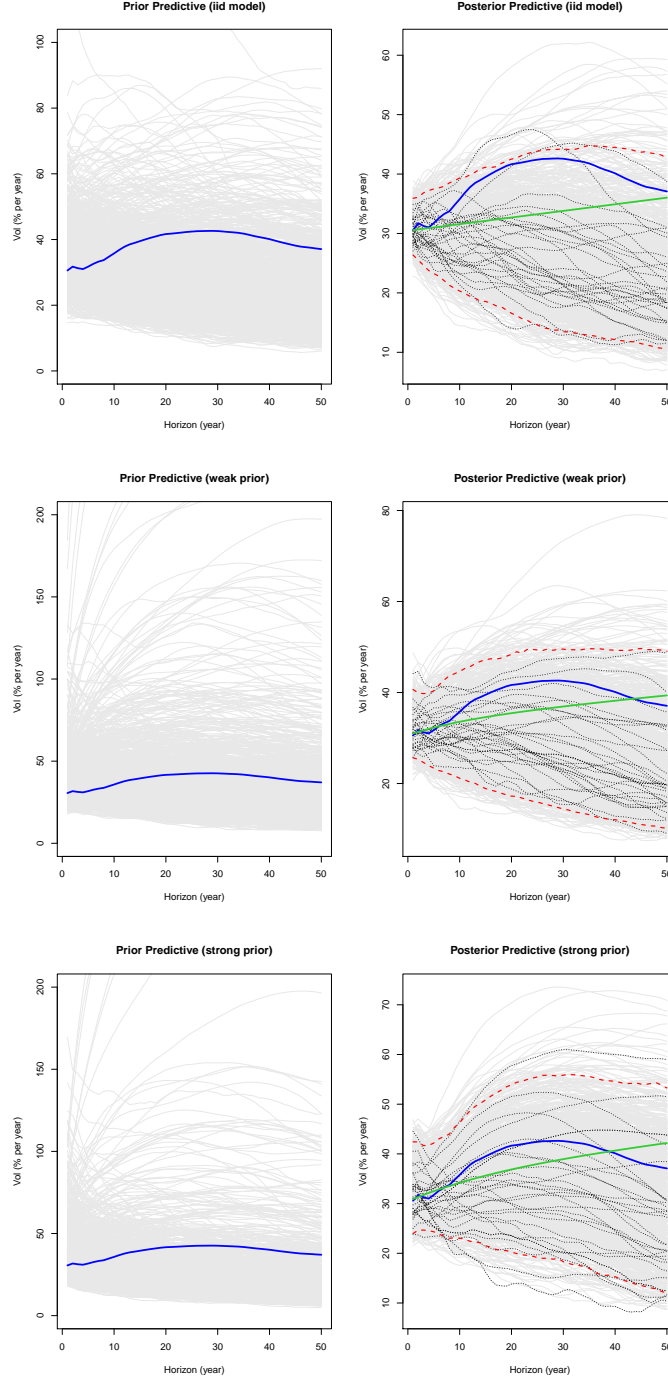 Prior Predictive (iid model)
Vol (% per year)
0 20 40 60 80 100
0 10 20 30 40 50
Horizon (year)
Posterior Predictive (iid model)
Vol (% per year)
10 20 30 40 50 60
0 10 20 30 40 50
Horizon (year)
Prior Predictive (weak prior)
Vol (% per year)
0 50 100 150 200
0 10 20 30 40 50
Horizon (year)
Posterior Predictive (weak prior)
Vol (% per year)
20 40 60 80
0 10 20 30 40 50
Horizon (year)
Prior Predictive (strong prior)
Vol (% per year)
0 50 100 150 200
0 10 20 30 40 50
Horizon (year)
Posterior Predictive (strong prior)
Vol (% per year)
10 20 30 40 50 60 70
0 10 20 30 40 50
Horizon (year)